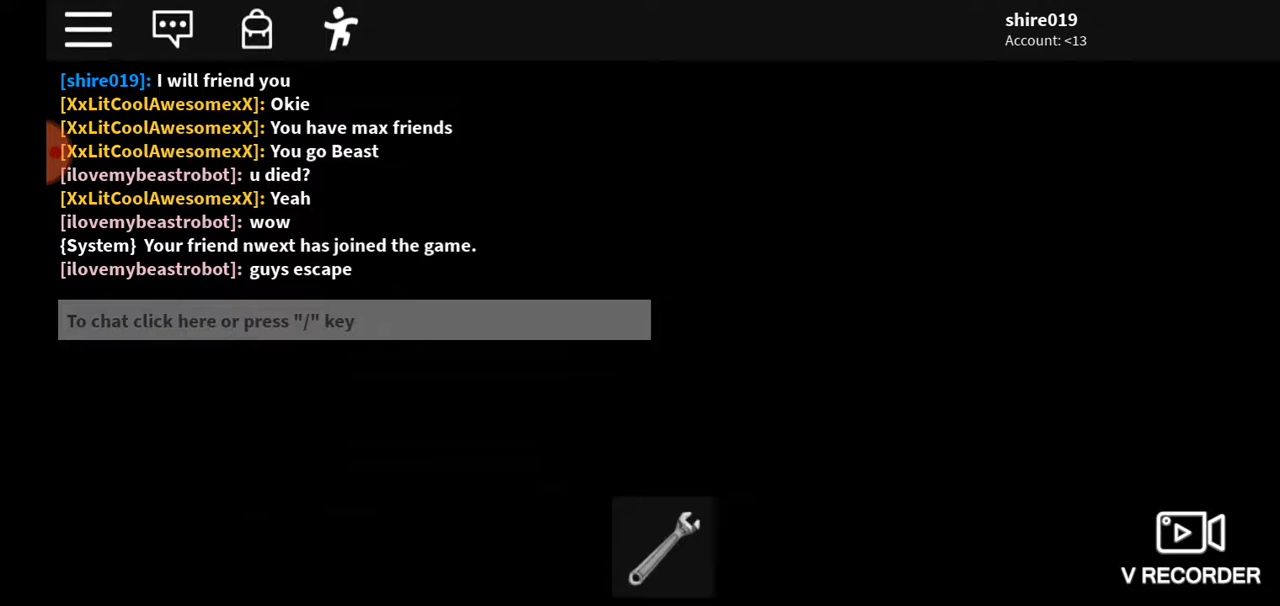 shire019
Account: <13
[shire019]: I will friend you
[XxLitCoolAwesomexX]: Okie
[XxLitCoolAwesomexX]: You have max friends
[XxLitCoolAwesomexX]: You go Beast
[ilovemybeastrobot]: u died?
[XxLitCoolAwesomexX]: Yeah
[ilovemybeastrobot]: wow
{System} Your friend nwext has joined the game.
[ilovemybeastrobot]: guys escape
To chat click here or press "/" key
V RECORDER